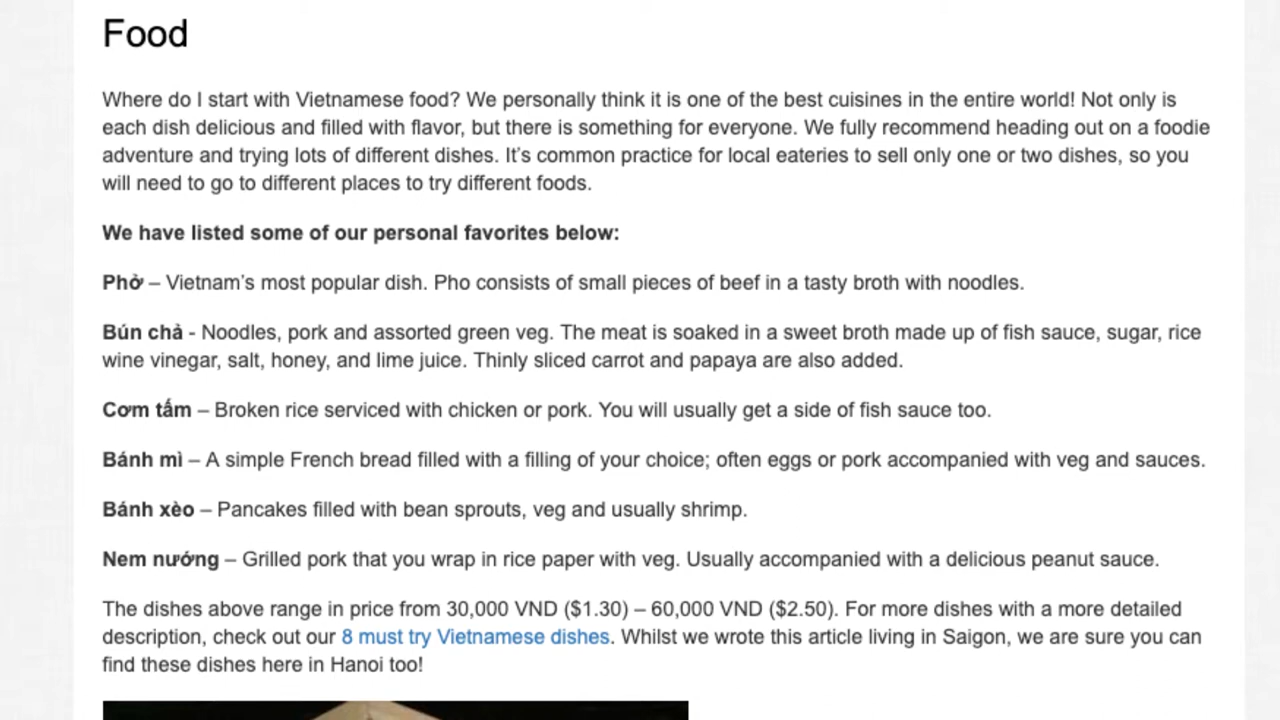 Food
Where do I start with Vietnamese food? We personally think it is one of the best cuisines in the entire world! Not only is
each dish delicious and filled with flavor, but there is something for everyone. We fully recommend heading out on a foodie
adventure and trying lots of different dishes. It’s common practice for local eateries to sell only one or two dishes, so you
will need to go to different places to try different foods.
We have listed some of our personal favorites below:
Phở – Vietnam’s most popular dish. Pho consists of small pieces of beef in a tasty broth with noodles.
Bún chả - Noodles, pork and assorted green veg. The meat is soaked in a sweet broth made up of fish sauce, sugar, rice
wine vinegar, salt, honey, and lime juice. Thinly sliced carrot and papaya are also added.
Cơm tấm – Broken rice serviced with chicken or pork. You will usually get a side of fish sauce too.
Bánh mì – A simple French bread filled with a filling of your choice; often eggs or pork accompanied with veg and sauces.
Bánh xèo – Pancakes filled with bean sprouts, veg and usually shrimp.
Nem nướng – Grilled pork that you wrap in rice paper with veg. Usually accompanied with a delicious peanut sauce.
The dishes above range in price from 30,000 VND ($1.30) – 60,000 VND ($2.50). For more dishes with a more detailed
description, check out our 8 must try Vietnamese dishes. Whilst we wrote this article living in Saigon, we are sure you can
find these dishes here in Hanoi too!